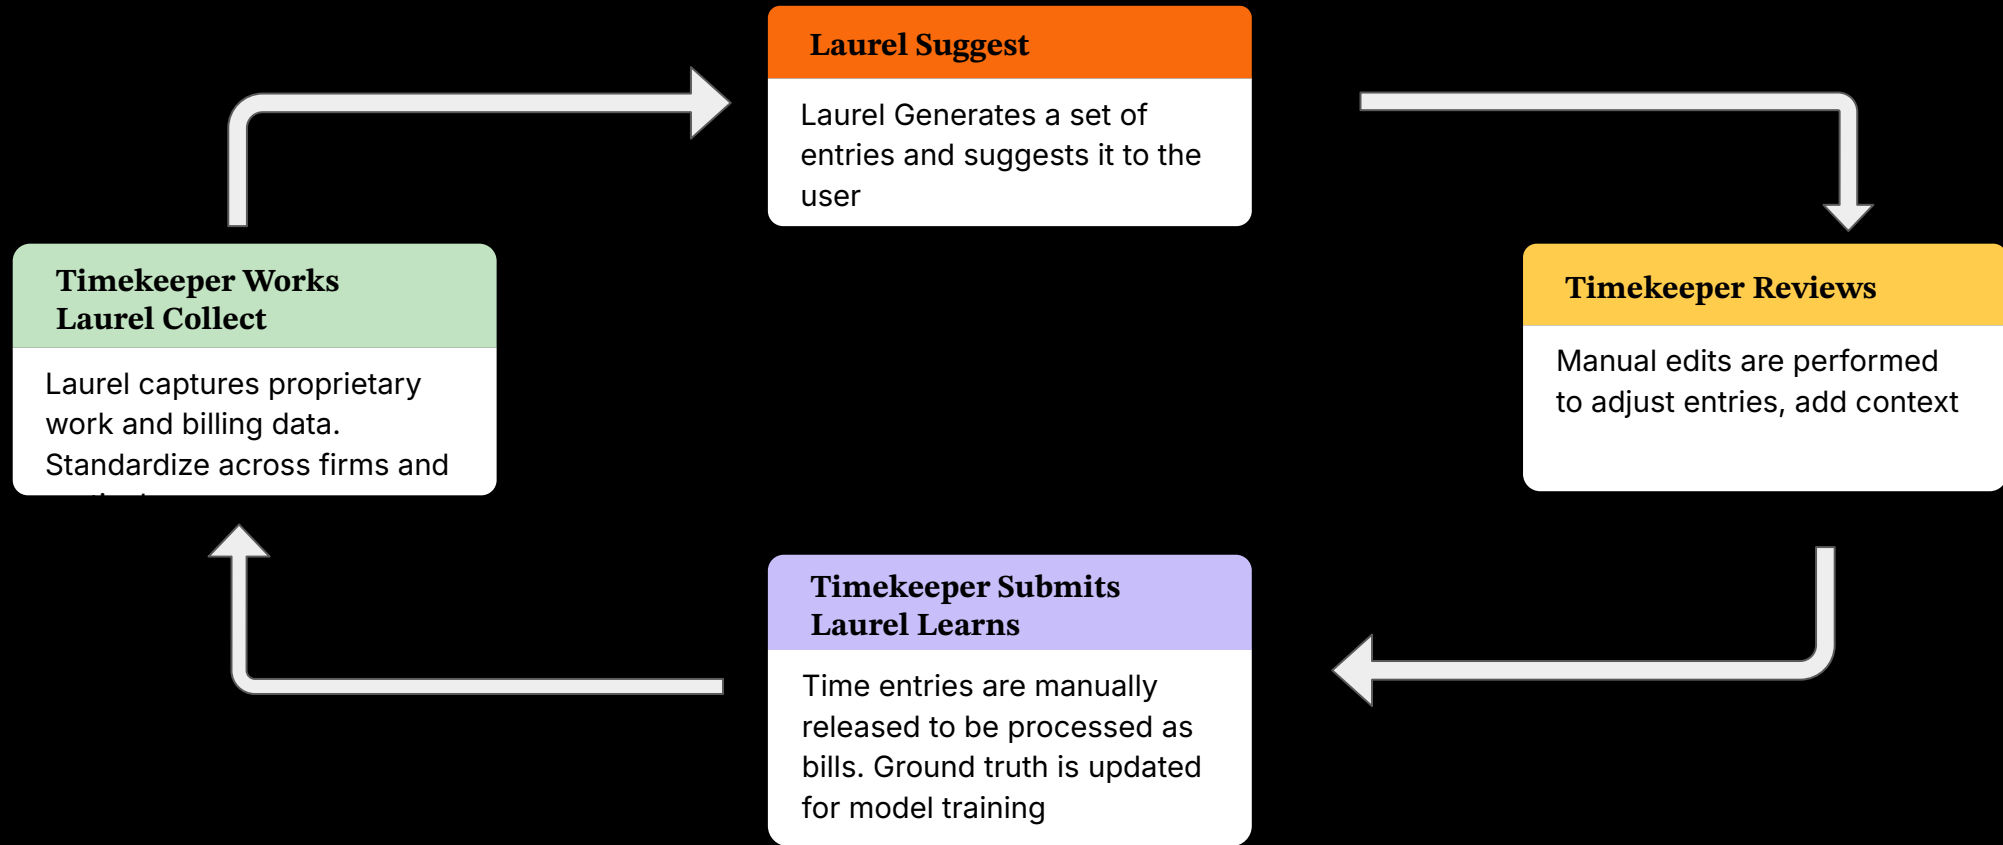 Laurel Suggest
Laurel Generates a set of
entries and suggests it to the
user
Timekeeper Works
Laurel Collect
Laurel captures proprietary
work and billing data.
Standardize across firms and
Timekeeper Reviews
Manual edits are performed
to adjust entries, add context
Timekeeper Submits
Laurel Learns
Time entries are manually
released to be processed as
bills. Ground truth is updated
for model training